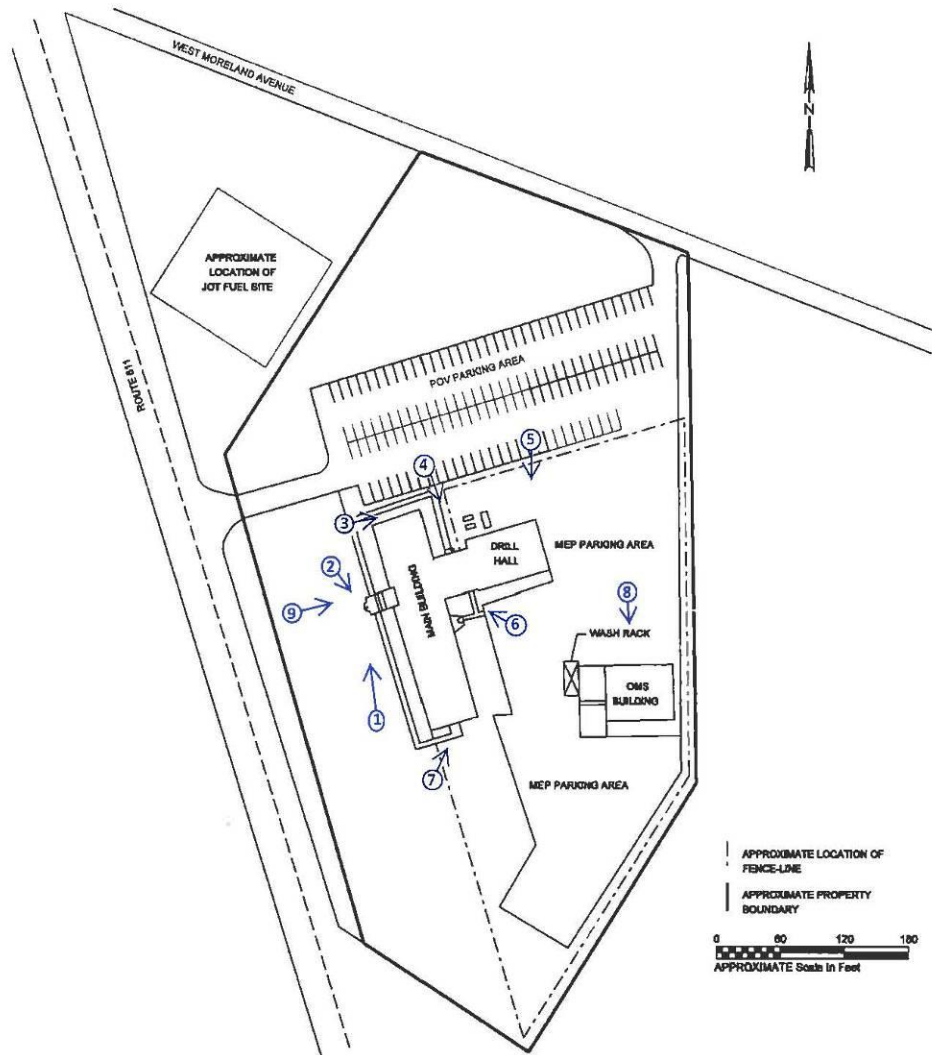 WEST MORELAND AVENUE
N
APPROXIMATE
LOCATION OF
JOT FUEL SITE
ROUTE 611
POV PARKING AREA
5
4
3
DRILL
HALL
MEP PARKING AREA
2
MAIN BUILDING
9
8
6
WASH RACK
1
OMS
BUILDING
7
MEP PARKING AREA
APPROXIMATE LOCATION OF
FENCE-LINE
APPROXIMATE PROPERTY
BOUNDARY
0 60 120 180
APPROXIMATE Scale in Feet